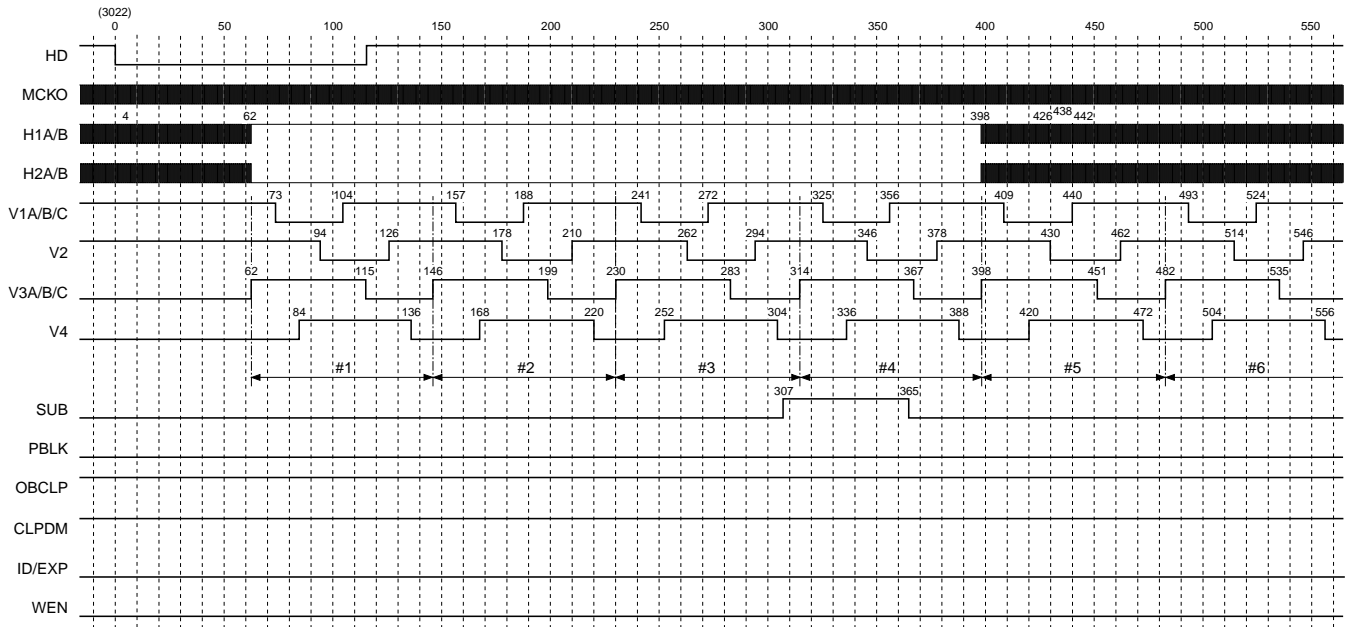 (3022)
0 50 100 150 200 250 300 350 400 450 500 550
HD
MCKO
4 62 398 426 438 442
H1A/B
H2A/B
73 104 157 188 241 272 325 356 409 440 493 524
V1A/B/C
94 126 178 210 262 294 346 378 430 462 514 546
V2
62 115 146 199 230 283 314 367 398 451 482 535
V3A/B/C
84 136 168 220 252 304 336 388 420 472 504 556
V4
#1 #2 #3 #4 #5 #6
307 365
SUB
PBLK
OBCLP
CLPDM
ID/EXP
WEN